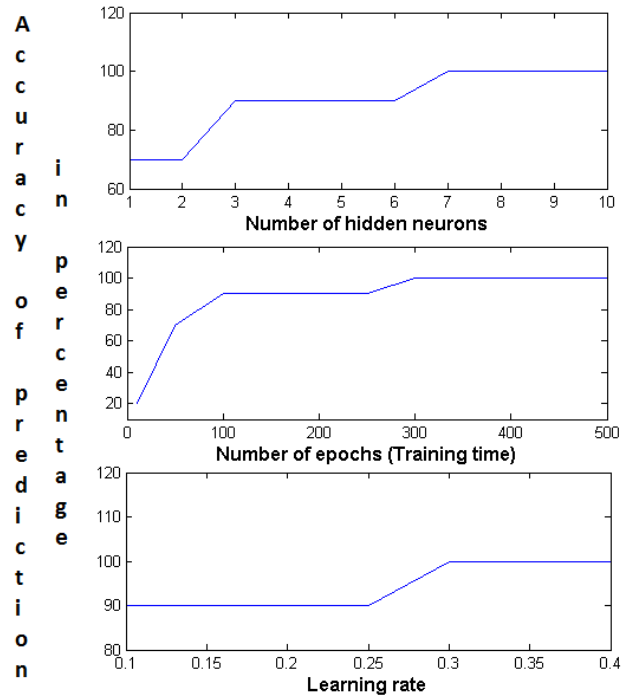 Accuracy of prediction
in percentage
120
100
80
60
1 2 3 4 5 6 7 8 9 10
Number of hidden neurons
120
100
80
60
40
20
0 100 200 300 400 500
Number of epochs (Training time)
120
110
100
90
80
0.1 0.15 0.2 0.25 0.3 0.35 0.4
Learning rate